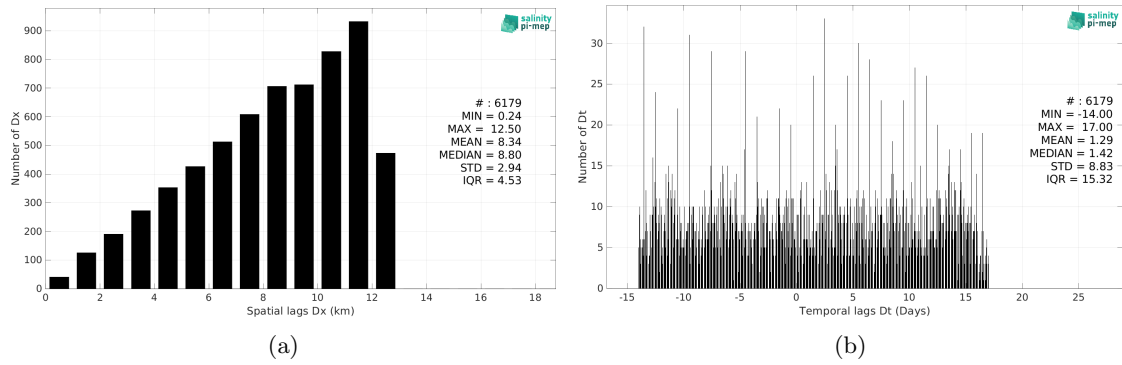 salinity
pi-mep
900
800
700
600
500
400
300
200
100
0
Number of Dx
# : 6179
MIN = 0.24
MAX = 12.50
MEAN = 8.34
MEDIAN = 8.80
STD = 2.94
IQR = 4.53
0 2 4 6 8 10 12 14 16 18
Spatial lags Dx (km)
(a)
salinity
pi-mep
30
25
20
15
10
5
0
Number of Dt
# : 6179
MIN = -14.00
MAX = 17.00
MEAN = 1.29
MEDIAN = 1.42
STD = 8.83
IQR = 15.32
-15 -10 -5 0 5 10 15 20 25
Temporal lags Dt (Days)
(b)